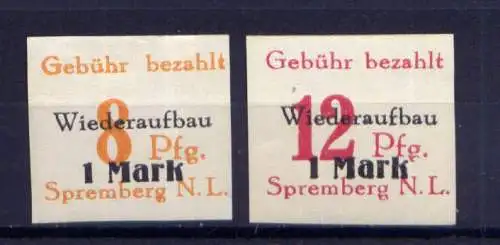 Gebühr bezahlt
Wiederaufbau
8 Pfg.
1 Mark
Spremberg N.L.
Gebühr bezahlt
Wiederaufbau
12 Pfg.
1 Mark
Spremberg N.L.